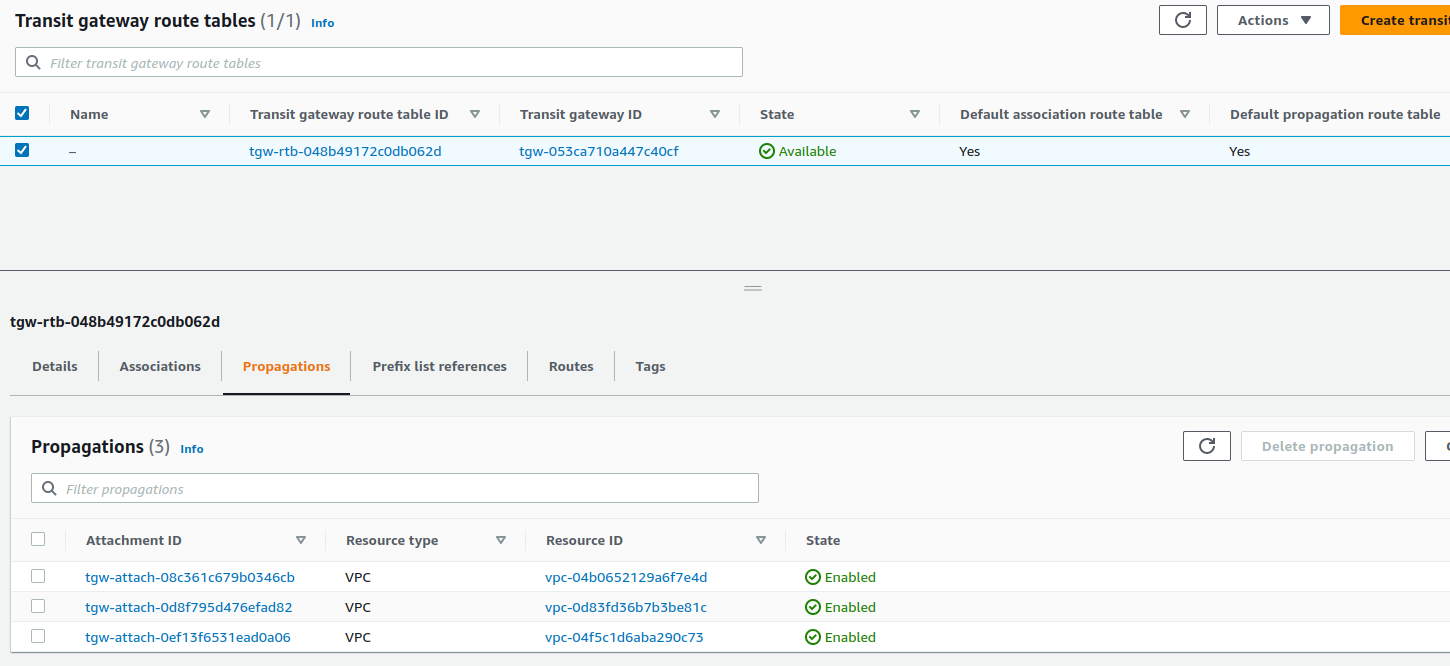 Transit gateway route tables (1/1) Info
Actions
Create transit
Filter transit gateway route tables
Name Transit gateway route table ID Transit gateway ID State Default association route table Default propagation route table
– tgw-rtb-048b49172c0db062d tgw-053ca710a447c40cf Available Yes Yes
tgw-rtb-048b49172c0db062d
Details Associations Propagations Prefix list references Routes Tags
Propagations (3) Info
Delete propagation
Filter propagations
Attachment ID Resource type Resource ID State
tgw-attach-08c361c679b0346cb VPC vpc-04b0652129a6f7e4d Enabled
tgw-attach-0d8f795d476efad82 VPC vpc-0d83fd36b7b3be81c Enabled
tgw-attach-0ef13f6531ead0a06 VPC vpc-04f5c1d6aba290c73 Enabled